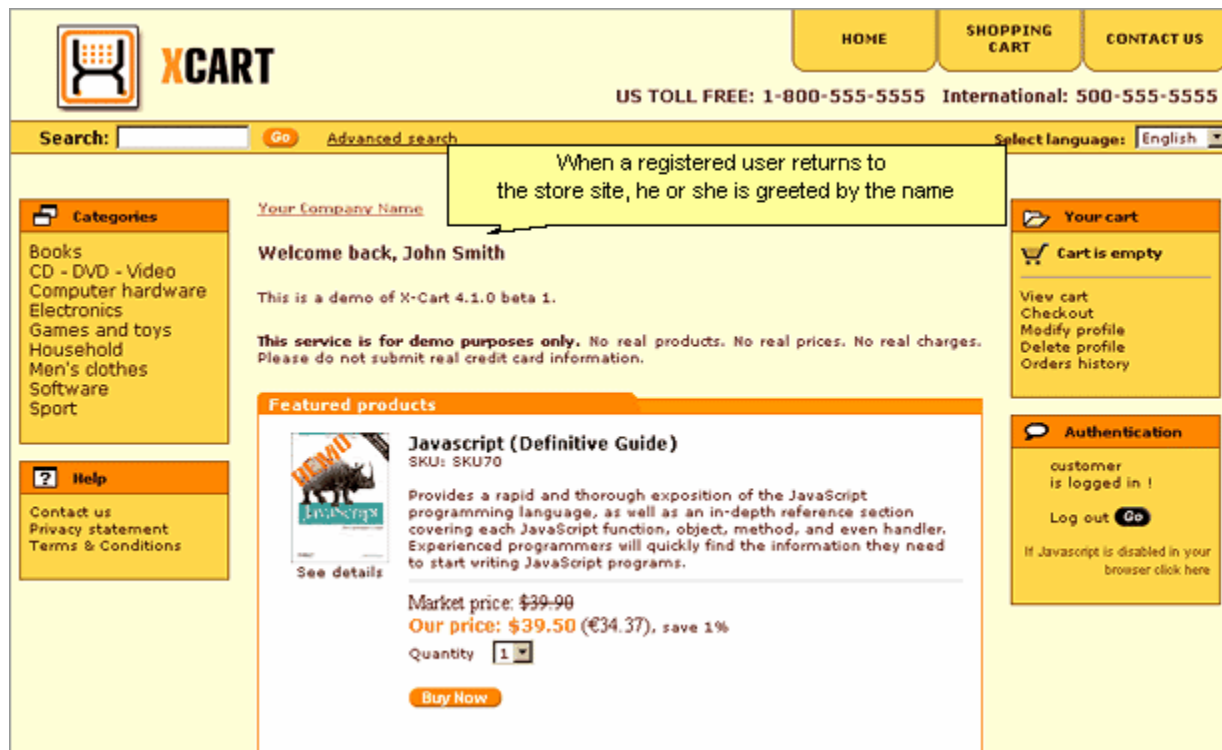 XCART
HOME
SHOPPING
CART
CONTACT US
US TOLL FREE: 1-800-555-5555 International: 500-555-5555
Search:
Go
Advanced search
Select language: English
When a registered user returns to
the store site, he or she is greeted by the name
Categories
Books
CD - DVD - Video
Computer hardware
Electronics
Games and toys
Household
Men's clothes
Software
Sport
Help
Contact us
Privacy statement
Terms & Conditions
Your Company Name
Welcome back, John Smith
This is a demo of X-Cart 4.1.0 beta 1.
This service is for demo purposes only. No real products. No real prices. No real charges.
Please do not submit real credit card information.
Featured products
DEMO
JavaScript
See details
Javascript (Definitive Guide)
SKU: SKU70
Provides a rapid and thorough exposition of the JavaScript
programming language, as well as an in-depth reference section
covering each JavaScript function, object, method, and even handler.
Experienced programmers will quickly find the information they need
to start writing JavaScript programs.
Market price: $39.90
Our price: $39.50 (€34.37), save 1%
Quantity 1
Buy Now
Your cart
Cart is empty
View cart
Checkout
Modify profile
Delete profile
Orders history
Authentication
customer
is logged in !
Log out Go
If Javascript is disabled in your
browser click here